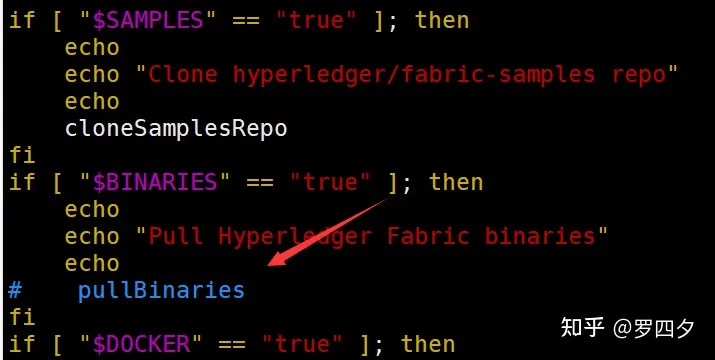 if [ "$SAMPLES" == "true" ]; then
    echo
    echo "Clone hyperledger/fabric-samples repo"
    echo
    cloneSamplesRepo
fi
if [ "$BINARIES" == "true" ]; then
    echo
    echo "Pull Hyperledger Fabric binaries"
    echo
#    pullBinaries
fi
if [ "$DOCKER" == "true" ]; then
知乎 @罗四夕